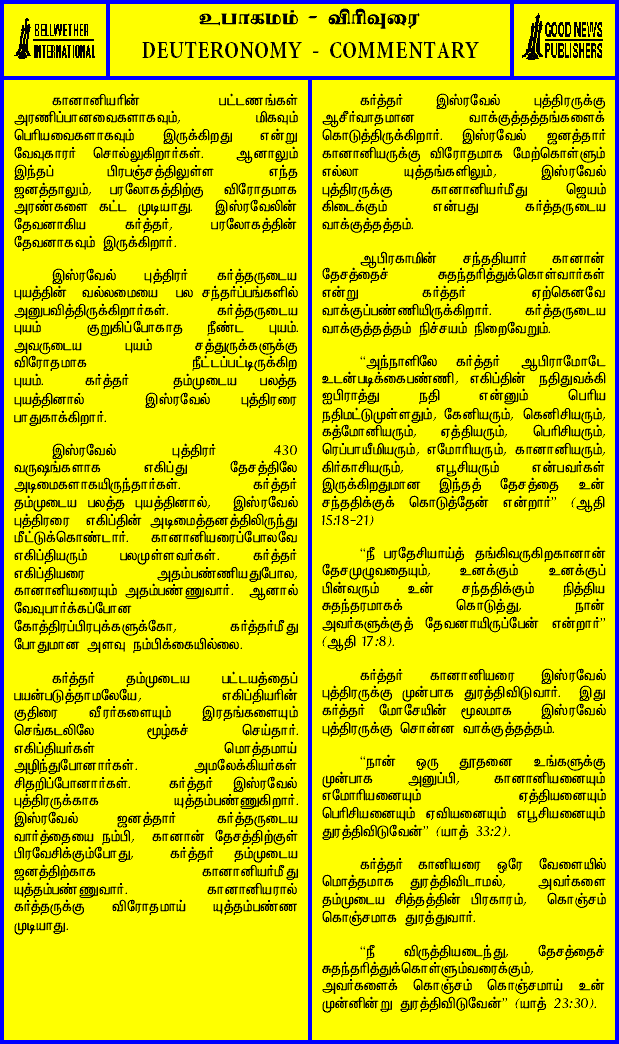 BELLWETHER
INTERNATIONAL
உபாகமம் - விரிவுரை
DEUTERONOMY - COMMENTARY
GOOD NEWS
PUBLISHERS
கானானியரின் பட்டணங்கள்
அரணிப்பானவைகளாகவும், மிகவும்
பெரியவைகளாகவும் இருக்கிறது என்று
வேவுகாரர் சொல்லுகிறார்கள். ஆனாலும்
இந்தப் பிரபஞ்சத்திலுள்ள எந்த
ஜனத்தாலும், பரலோகத்திற்கு விரோதமாக
அரண்களை கட்ட முடியாது. இஸ்ரவேலின்
தேவனாகிய கர்த்தர், பரலோகத்தின்
தேவனாகவும் இருக்கிறார்.
இஸ்ரவேல் புத்திரர் கர்த்தருடைய
புயத்தின் வல்லமையை பல சந்தர்ப்பங்களில்
அனுபவித்திருக்கிறார்கள். கர்த்தருடைய
புயம் குறுகிப்போகாத நீண்ட புயம்.
அவருடைய புயம் சத்துருக்களுக்கு
விரோதமாக நீட்டப்பட்டிருக்கிற
புயம். கர்த்தர் தம்முடைய பலத்த
புயத்தினால் இஸ்ரவேல் புத்திரரை
பாதுகாக்கிறார்.
இஸ்ரவேல் புத்திரர் 430
வருஷங்களாக எகிப்து தேசத்திலே
அடிமைகளாகயிருந்தார்கள். கர்த்தர்
தம்முடைய பலத்த புயத்தினால், இஸ்ரவேல்
புத்திரரை எகிப்தின் அடிமைத்தனத்திலிருந்து
மீட்டுக்கொண்டார். கானானியரைப்போலவே
எகிப்தியரும் பலமுள்ளவர்கள். கர்த்தர்
எகிப்தியரை அதம்பண்ணியதுபோல,
கானானியரையும் அதம்பண்ணுவார். ஆனால்
வேவுபார்க்கப்போன
கோத்திரப்பிரபுக்களுக்கோ, கர்த்தர்மீது
போதுமான அளவு நம்பிக்கையில்லை.
கர்த்தர் தம்முடைய பட்டயத்தைப்
பயன்படுத்தாமலேயே, எகிப்தியரின்
குதிரை வீரர்களையும் இரதங்களையும்
செங்கடலிலே மூழ்கச் செய்தார்.
எகிப்தியர்கள் மொத்தமாய்
அழிந்துபோனார்கள். அமலேக்கியர்கள்
சிதறிப்போனார்கள். கர்த்தர் இஸ்ரவேல்
புத்திரருக்காக யுத்தம்பண்ணுகிறார்.
இஸ்ரவேல் ஜனத்தார் கர்த்தருடைய
வார்த்தையை நம்பி, கானான் தேசத்திற்குள்
பிரவேசிக்கும்போது, கர்த்தர் தம்முடைய
ஜனத்திற்காக கானானியர்மீது
யுத்தம்பண்ணுவார். கானானியரால்
கர்த்தருக்கு விரோதமாய் யுத்தம்பண்ண
முடியாது.
கர்த்தர் இஸ்ரவேல் புத்திரருக்கு
ஆசீர்வாதமான வாக்குத்தத்தங்களைக்
கொடுத்திருக்கிறார். இஸ்ரவேல் ஜனத்தார்
கானானியருக்கு விரோதமாக மேற்கொள்ளும்
எல்லா யுத்தங்களிலும், இஸ்ரவேல்
புத்திரருக்கு கானானியர்மீது ஜெயம்
கிடைக்கும் என்பது கர்த்தருடைய
வாக்குத்தத்தம்.
ஆபிரகாமின் சந்ததியார் கானான்
தேசத்தைச் சுதந்தரித்துக்கொள்வார்கள்
என்று கர்த்தர் ஏற்கெனவே
வாக்குப்பண்ணியிருக்கிறார். கர்த்தருடைய
வாக்குத்தத்தம் நிச்சயம் நிறைவேறும்.
“அந்நாளிலே கர்த்தர் ஆபிராமோடே
உடன்படிக்கைபண்ணி, எகிப்தின் நதிதுவக்கி
ஐபிராத்து நதி என்னும் பெரிய
நதிமட்டுமுள்ளதும், கேனியரும், கெனிசியரும்,
கத்மோனியரும், ஏத்தியரும், பெரிசியரும்,
ரெப்பாயீமியரும், எமோரியரும், கானானியரும்,
கிர்காசியரும், எபூசியரும் என்பவர்கள்
இருக்கிறதுமான இந்தத் தேசத்தை உன்
சந்ததிக்குக் கொடுத்தேன் என்றார்” (ஆதி
15:18-21)
“நீ பரதேசியாய்த் தங்கிவருகிறகானான்
தேசமுழுவதையும், உனக்கும் உனக்குப்
பின்வரும் உன் சந்ததிக்கும் நித்திய
சுதந்தரமாகக் கொடுத்து, நான்
அவர்களுக்குத் தேவனாயிருப்பேன் என்றார்”
(ஆதி 17:8).
கர்த்தர் கானானியரை இஸ்ரவேல்
புத்திரருக்கு முன்பாக துரத்திவிடுவார். இது
கர்த்தர் மோசேயின் மூலமாக இஸ்ரவேல்
புத்திரருக்கு சொன்ன வாக்குத்தத்தம்.
“நான் ஒரு தூதனை உங்களுக்கு
முன்பாக அனுப்பி, கானானியனையும்
எமோரியனையும் ஏத்தியனையும்
பெரிசியனையும் ஏவியனையும் எபூசியனையும்
துரத்திவிடுவேன்” (யாத் 33:2).
கர்த்தர் கானியரை ஒரே வேளையில்
மொத்தமாக துரத்திவிடாமல், அவர்களை
தம்முடைய சித்தத்தின் பிரகாரம், கொஞ்சம்
கொஞ்சமாக துரத்துவார்.
“நீ விருத்தியடைந்து, தேசத்தைச்
சுதந்தரித்துக்கொள்ளும்வரைக்கும்,
அவர்களைக் கொஞ்சம் கொஞ்சமாய் உன்
முன்னின்று துரத்திவிடுவேன்” (யாத் 23:30).